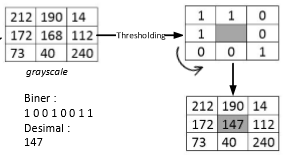 212 190 14
172 168 112
73 40 240
grayscale
Thresholding
1 1 0
1 0
0 0 1
Biner :
1 0 0 1 0 0 1 1
Desimal :
147
212 190 14
172 147 112
73 40 240